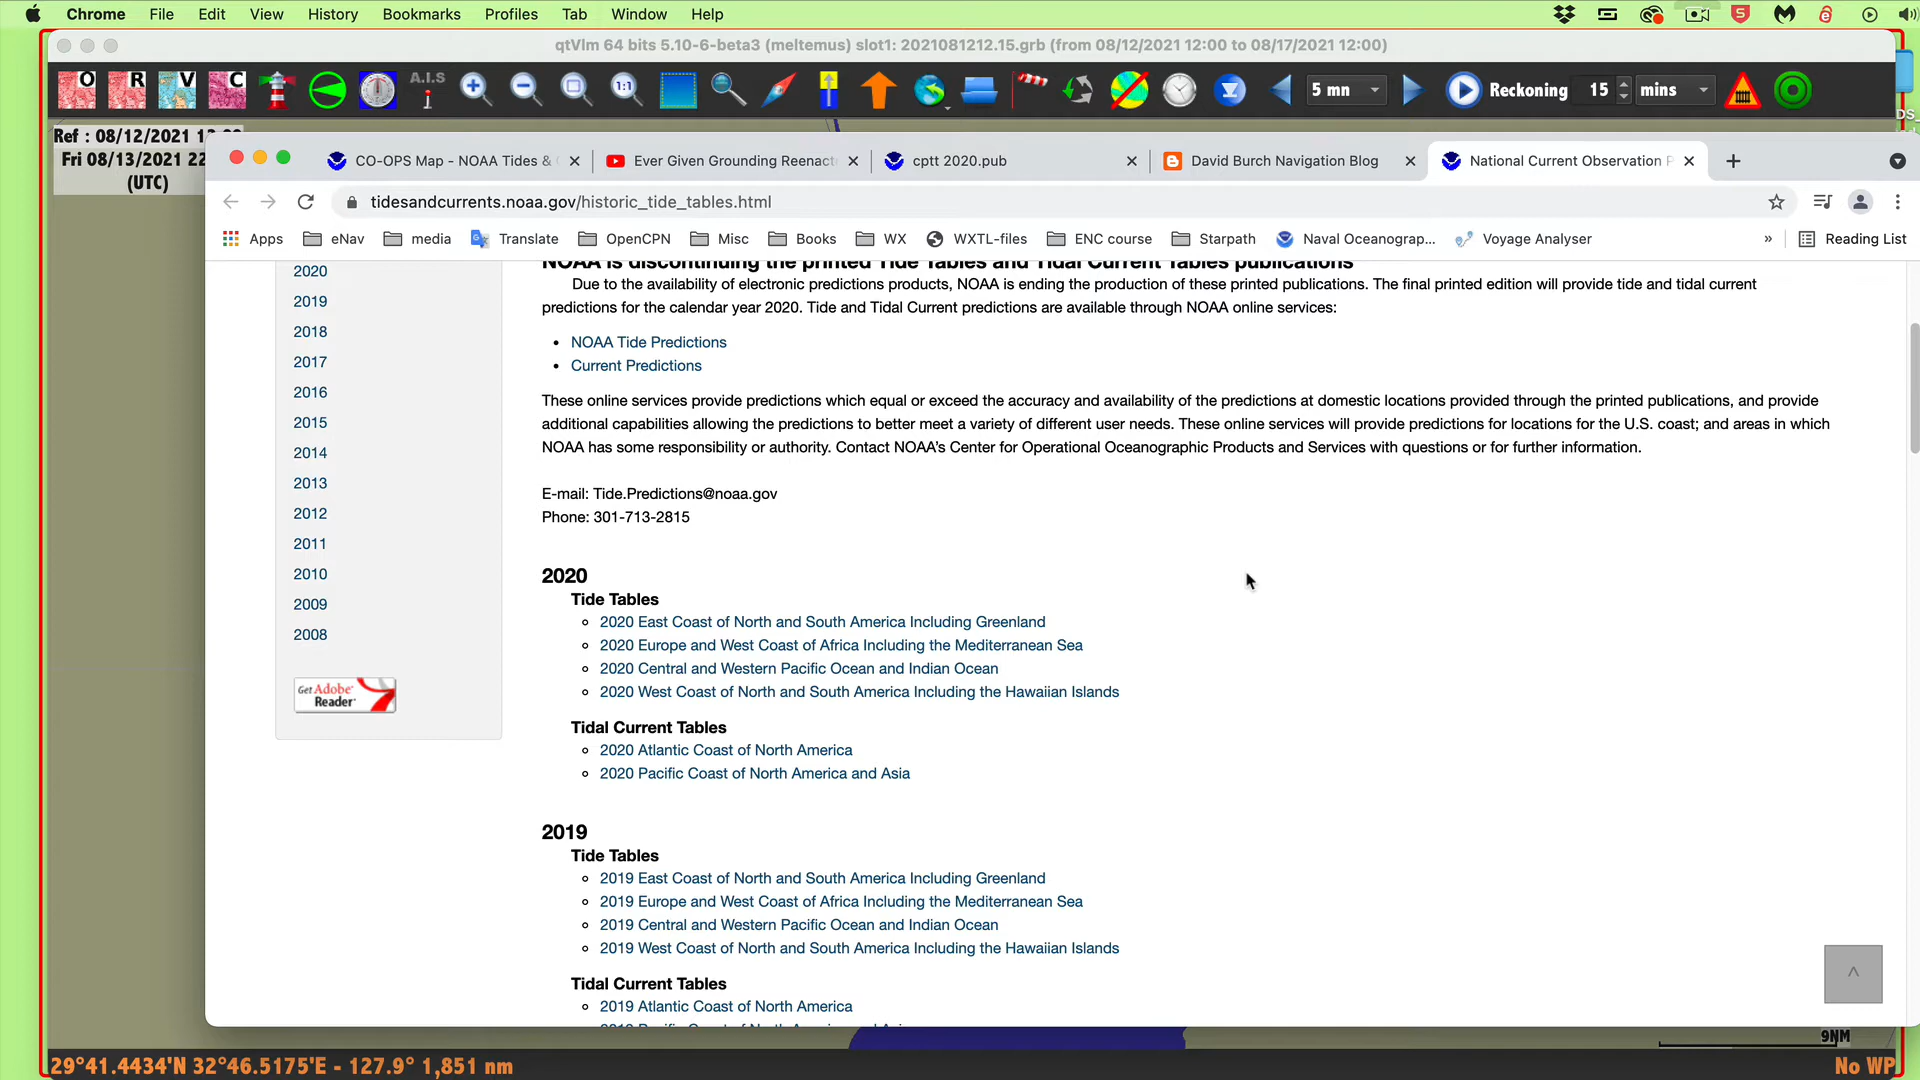 Chrome File Edit View History Bookmarks Profiles Tab Window Help
qtVlm 64 bits 5.10-6-beta3 (meltemus) slot1: 2021081212.15.grb (from 08/12/2021 12:00 to 08/17/2021 12:00)
O R V C A.I.S 1:1 5 mn Reckoning 15 mins
Ref : 08/12/2021
Fri 08/13/2021 22
(UTC)
CO-OPS Map - NOAA Tides & Ever Given Grounding Reenact cptt 2020.pub David Burch Navigation Blog National Current Observation P
tidesandcurrents.noaa.gov/historic_tide_tables.html
Apps eNav media Translate OpenCPN Misc Books WX WXTL-files ENC course Starpath Naval Oceanograp... Voyage Analyser » Reading List
NOAA is discontinuing the printed Tide Tables and Tidal Current Tables publications
Due to the availability of electronic predictions products, NOAA is ending the production of these printed publications. The final printed edition will provide tide and tidal current
predictions for the calendar year 2020. Tide and Tidal Current predictions are available through NOAA online services:
• NOAA Tide Predictions
• Current Predictions
These online services provide predictions which equal or exceed the accuracy and availability of the predictions at domestic locations provided through the printed publications, and provide
additional capabilities allowing the predictions to better meet a variety of different user needs. These online services will provide predictions for locations for the U.S. coast; and areas in which
NOAA has some responsibility or authority. Contact NOAA's Center for Operational Oceanographic Products and Services with questions or for further information.
E-mail: Tide.Predictions@noaa.gov
Phone: 301-713-2815
2020
Tide Tables
2020 East Coast of North and South America Including Greenland
2020 Europe and West Coast of Africa Including the Mediterranean Sea
2020 Central and Western Pacific Ocean and Indian Ocean
2020 West Coast of North and South America Including the Hawaiian Islands
Tidal Current Tables
2020 Atlantic Coast of North America
2020 Pacific Coast of North America and Asia
2019
Tide Tables
2019 East Coast of North and South America Including Greenland
2019 Europe and West Coast of Africa Including the Mediterranean Sea
2019 Central and Western Pacific Ocean and Indian Ocean
2019 West Coast of North and South America Including the Hawaiian Islands
Tidal Current Tables
2019 Atlantic Coast of North America
2020
2019
2018
2017
2016
2015
2014
2013
2012
2011
2010
2009
2008
Get Adobe
Reader
^
9NM
29°41.4434'N 32°46.5175'E - 127.9° 1,851 nm
No WP